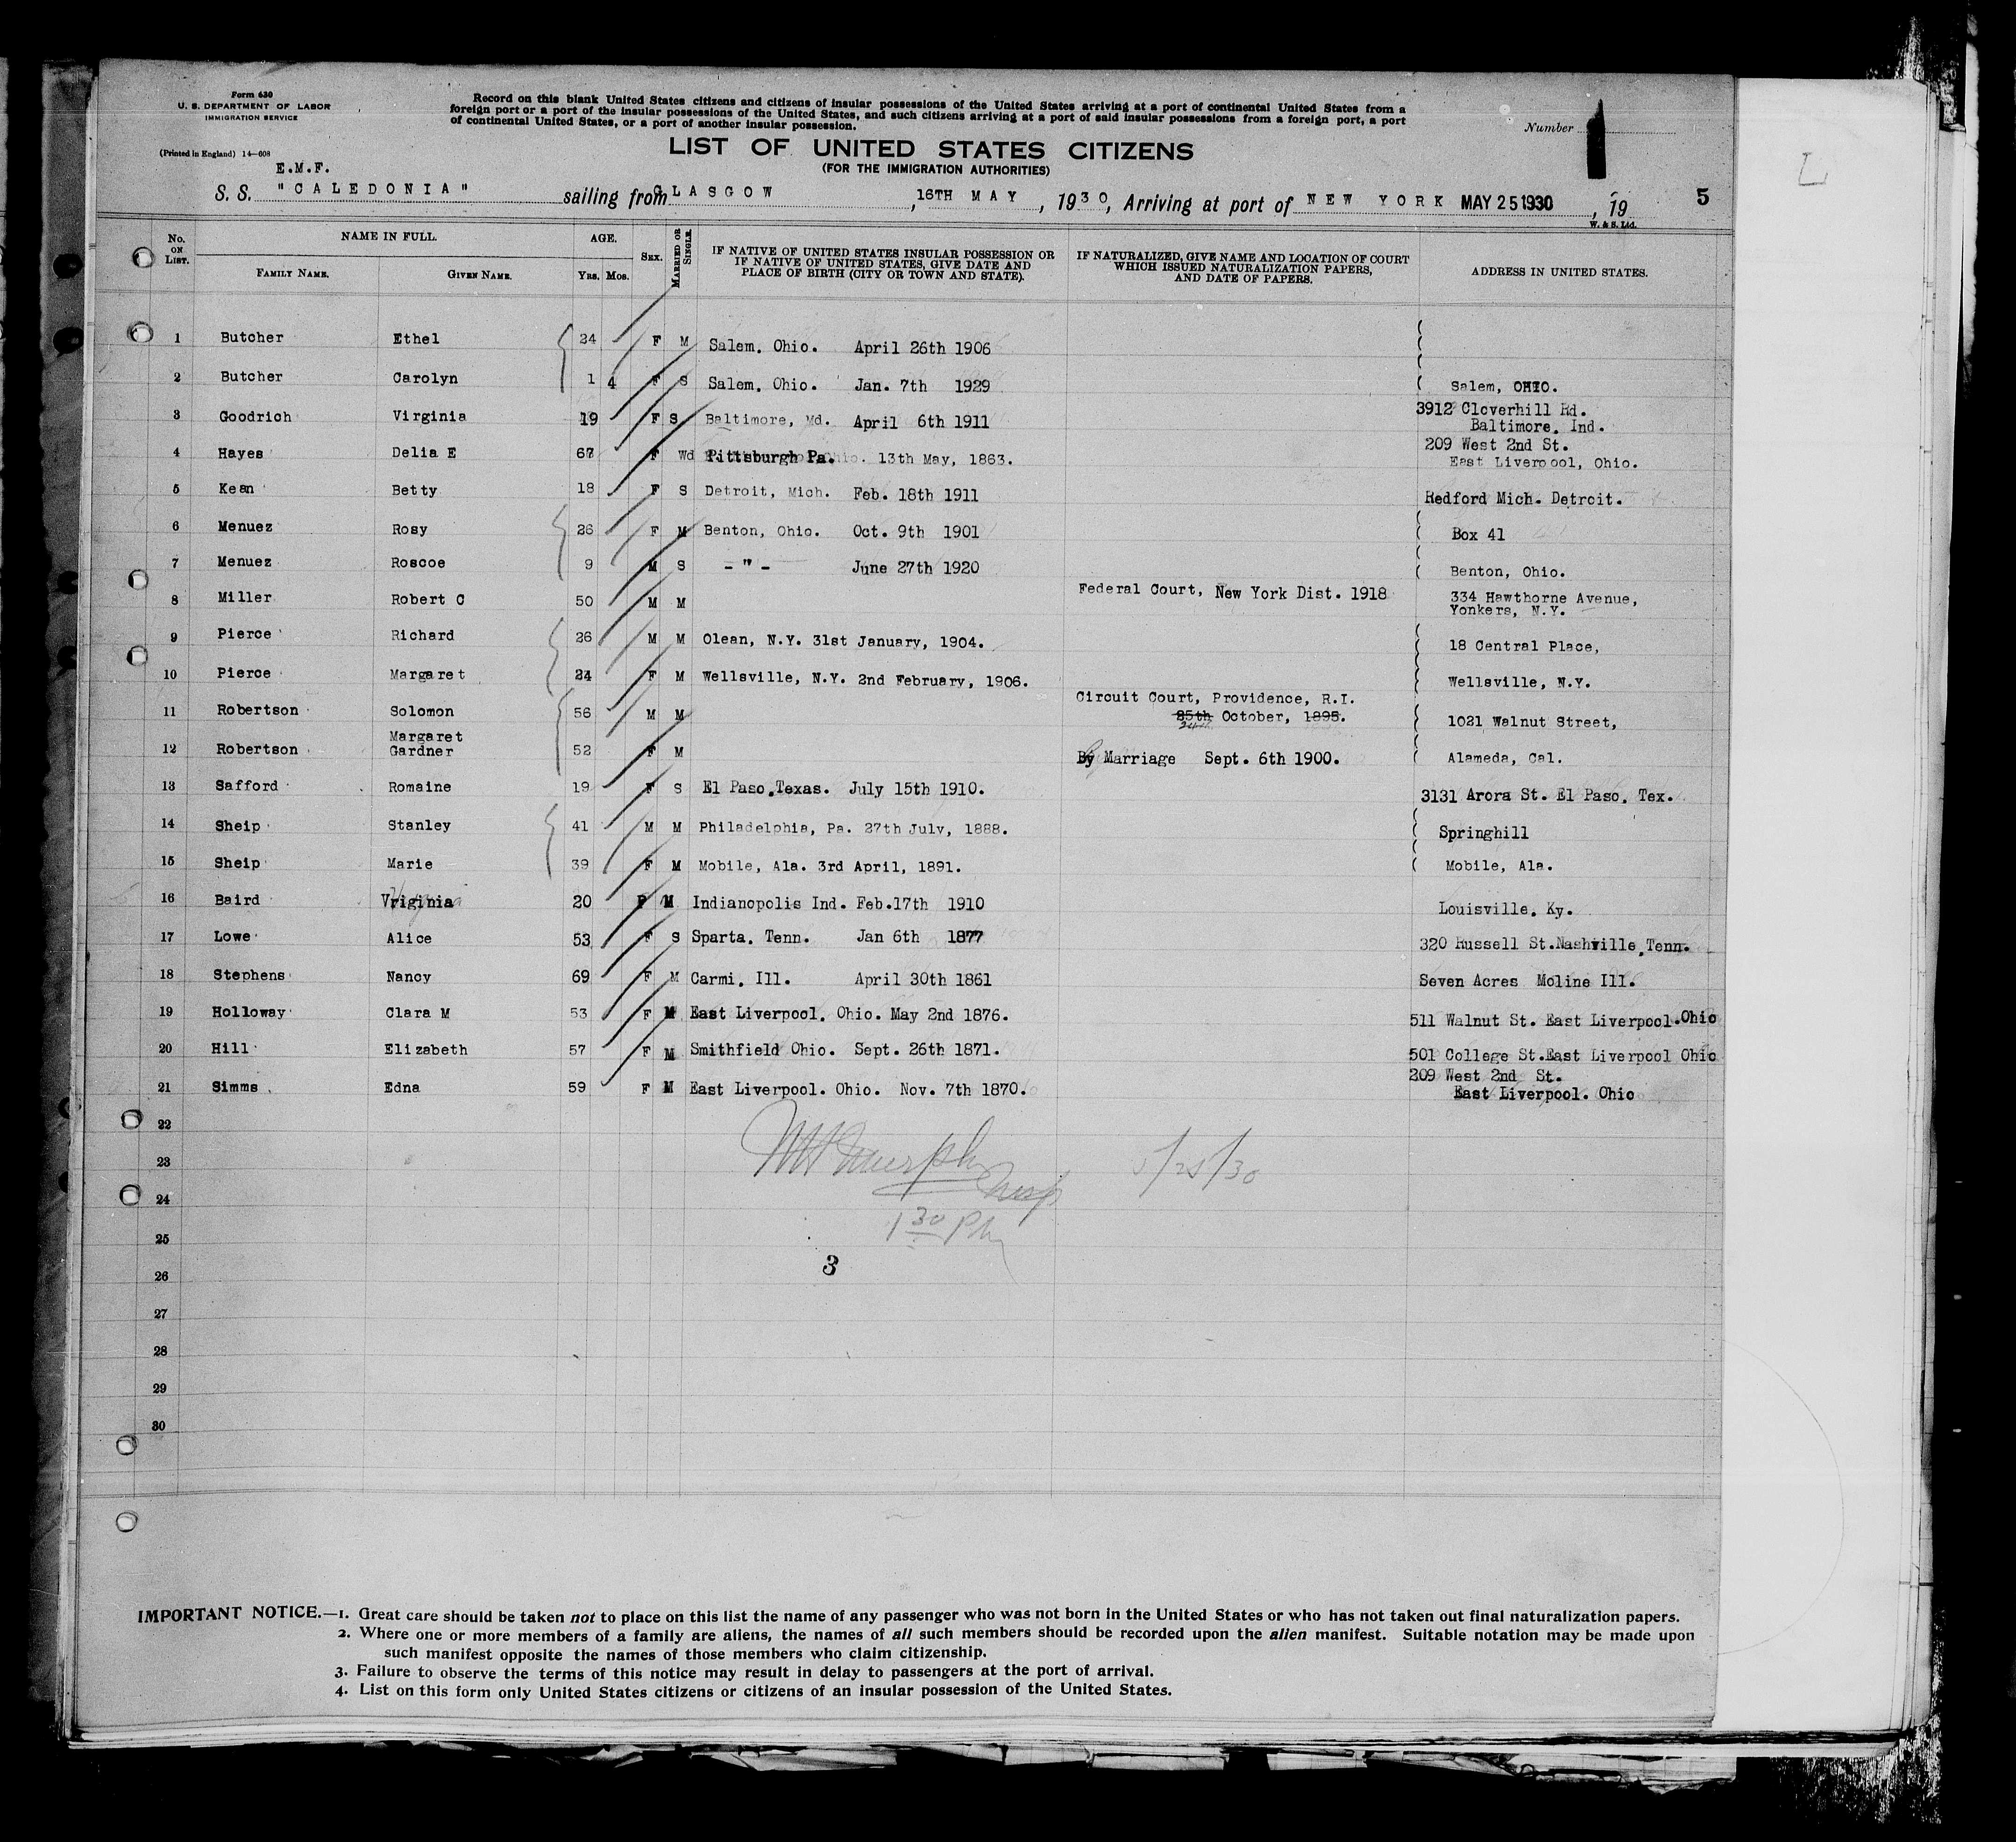 Form 630
U. S. DEPARTMENT OF LABOR
IMMIGRATION SERVICE
(Printed in England) 14—608
Record on this blank United States citizens and citizens of insular possessions of the United States arriving at a port of continental United States from a
foreign port or a port of the insular possessions of the United States, and such citizens arriving at a port of said insular possessions from a foreign port, a port
of continental United States, or a port of another insular possession.
Number
LIST OF UNITED STATES CITIZENS
(FOR THE IMMIGRATION AUTHORITIES)
E.M.F.
S. S. "CALEDONIA" sailing from GLASGOW, 16TH MAY, 1930, Arriving at port of NEW YORK MAY 25 1930, 19
5
W. & S. Ltd.
No. ON LIST. NAME IN FULL. AGE. SEX. MARRIED OR SINGLE. IF NATIVE OF UNITED STATES INSULAR POSSESSION OR IF NATIVE OF UNITED STATES, GIVE DATE AND PLACE OF BIRTH (CITY OR TOWN AND STATE). IF NATURALIZED, GIVE NAME AND LOCATION OF COURT WHICH ISSUED NATURALIZATION PAPERS, AND DATE OF PAPERS. ADDRESS IN UNITED STATES.
FAMILY NAME. GIVEN NAME. YRS. MOS.
1 Butcher Ethel 24 F M Salem. Ohio. April 26th 1906
2 Butcher Carolyn 1 4 F S Salem. Ohio. Jan. 7th 1929 Salem, OHIO.
3 Goodrich Virginia 19 F S Baltimore, Md. April 6th 1911 3912 Cloverhill Rd.
Baltimore. Ind.
4 Hayes Delia E 67 F Wd Pittsburgh Pa. 13th May, 1863. 209 West 2nd St.
East Liverpool, Ohio.
5 Kean Betty 18 F S Detroit, Mich. Feb. 18th 1911 Redford Mich. Detroit.
6 Menuez Rosy 26 F M Benton, Ohio. Oct. 9th 1901 Box 41
7 Menuez Roscoe 9 M S - " - June 27th 1920 Benton, Ohio.
8 Miller Robert C 50 M M Federal Court, New York Dist. 1918 334 Hawthorne Avenue,
Yonkers, N.Y.
9 Pierce Richard 26 M M Olean, N.Y. 31st January, 1904. 18 Central Place,
10 Pierce Margaret 24 F M Wellsville, N.Y. 2nd February, 1906. Wellsville, N.Y.
11 Robertson Solomon 56 M M Circuit Court, Providence, R.I.
25th October, 1895. 1021 Walnut Street,
24th
12 Robertson Margaret
Gardner 52 F M By Marriage Sept. 6th 1900. Alameda, Cal.
13 Safford Romaine 19 F S El Paso.Texas. July 15th 1910. 3131 Arora St. El Paso. Tex.
14 Sheip Stanley 41 M M Philadelphia, Pa. 27th July, 1888. Springhill
15 Sheip Marie 39 F M Mobile, Ala. 3rd April, 1891. Mobile, Ala.
16 Baird Vriginia 20 F M Indianopolis Ind. Feb.17th 1910 Louisville. Ky.
17 Lowe Alice 53 F S Sparta. Tenn. Jan 6th 1877 320 Russell St.Nashville.Tenn.
18 Stephens Nancy 69 F M Carmi. Ill. April 30th 1861 Seven Acres Moline Ill.
19 Holloway Clara M 53 F M East Liverpool. Ohio. May 2nd 1876. 511 Walnut St. East Liverpool.Ohio
20 Hill Elizabeth 57 F M Smithfield Ohio. Sept. 26th 1871. 501 College St.East Liverpool Ohio
21 Simms Edna 59 F M East Liverpool. Ohio. Nov. 7th 1870. 209 West 2nd St.
East Liverpool. Ohio
22
23
Murphy Insp 5/25/30
24
1 30 PM
25
3
26
27
28
29
30
IMPORTANT NOTICE.—1. Great care should be taken not to place on this list the name of any passenger who was not born in the United States or who has not taken out final naturalization papers.
2. Where one or more members of a family are aliens, the names of all such members should be recorded upon the alien manifest. Suitable notation may be made upon
such manifest opposite the names of those members who claim citizenship.
3. Failure to observe the terms of this notice may result in delay to passengers at the port of arrival.
4. List on this form only United States citizens or citizens of an insular possession of the United States.